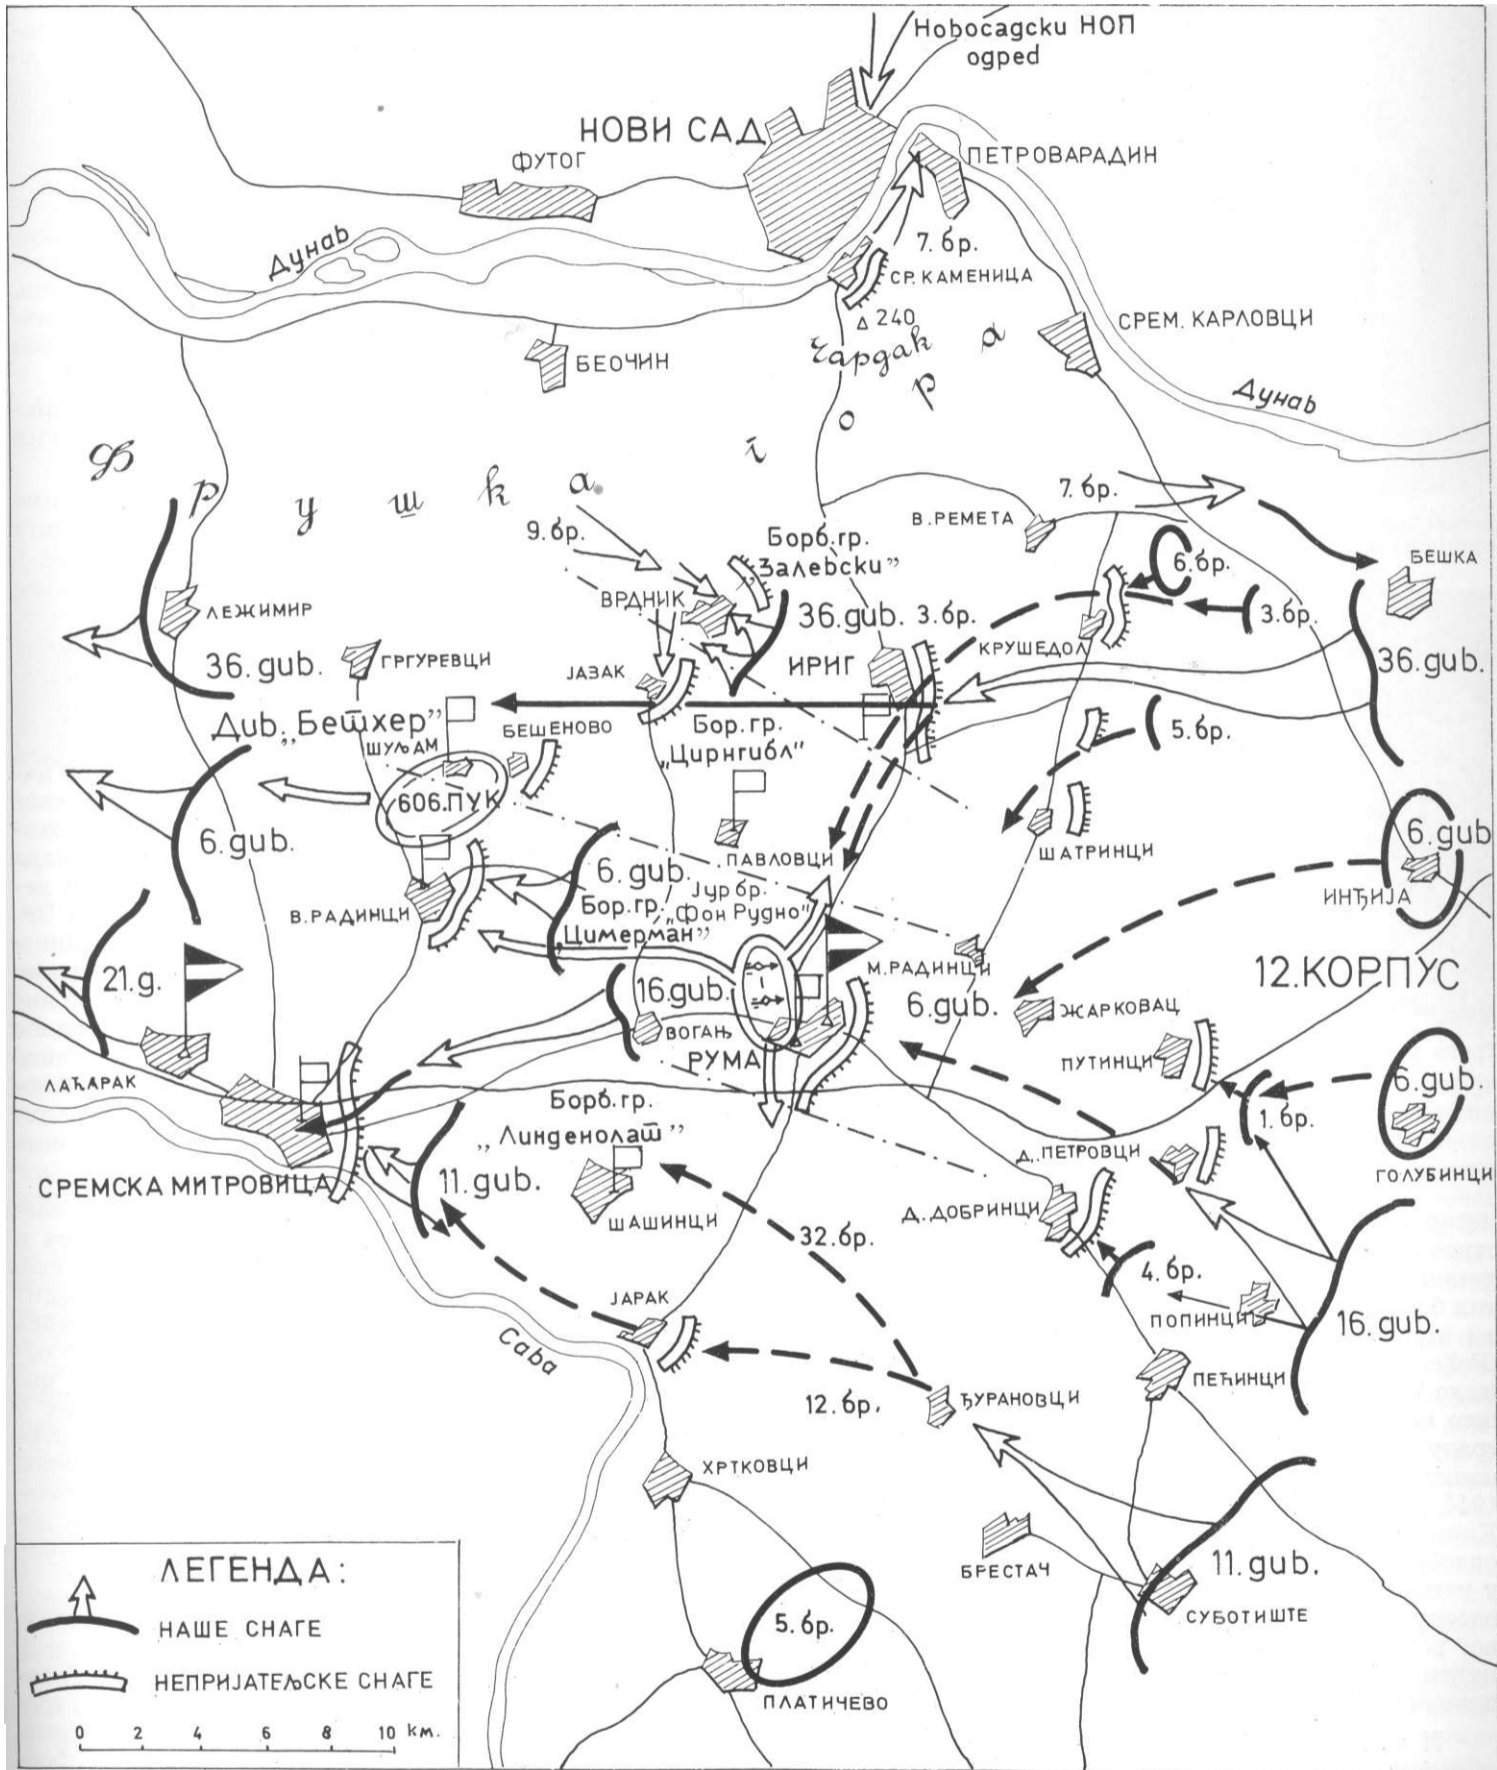 Новосадски НОП
одред
НОВИ САД
ФУТОГ
ПЕТРОВАРАДИН
Дунав
7. бр.
СР. КАМЕНИЦА
240
Чардак
СРЕМ. КАРЛОВЦИ
БЕОЧИН
Дунав
Фрушка гора
7. бр.
9. бр.
В. РЕМЕТА
Борб. гр.
„Залевски”
6. бр.
БЕШКА
ЛЕЖИМИР
ВРДНИК
36. див.
3. бр.
3. бр.
КРУШЕДОЛ
36. див.
ГРГУРЕВЦИ
ЈАЗАК
ИРИГ
36. див.
Див. „Бетхер”
БЕШЕНОВО
Бор. гр.
„Цирнгибл”
5. бр.
ШУЉАМ
606. ПУК
6. див.
ПАВЛОВЦИ
ШАТРИНЦИ
6. див
6. див.
Јур бр.
„Фон Рудно”
ИНЂИЈА
В. РАДИНЦИ
Бор. гр.
„Цимерман”
21. д.
16. див.
М. РАДИНЦИ
12. КОРПУС
6. див.
ЖАРКОВАЦ
ВОГАЊ
РУМА
ПУТИНЦИ
ЛАЋАРАК
6. див.
Борб. гр.
„Линденолат”
1. бр.
Д. ПЕТРОВЦИ
ГОЛУБИНЦИ
СРЕМСКА МИТРОВИЦА
11. див.
ШАШИНЦИ
Д. ДОБРИНЦИ
32. бр.
4. бр.
ЈАРАК
ПОПИНЦИ
16. див.
Сава
ПЕЋИНЦИ
12. бр.
ЂУРАНОВЦИ
ХРТКОВЦИ
БРЕСТАЧ
11. див.
СУБОТИШТЕ
5. бр.
ПЛАТИЧЕВО
ЛЕГЕНДА:
НАШЕ СНАГЕ
НЕПРИЈАТЕЉСКЕ СНАГЕ
0 2 4 6 8 10 км.